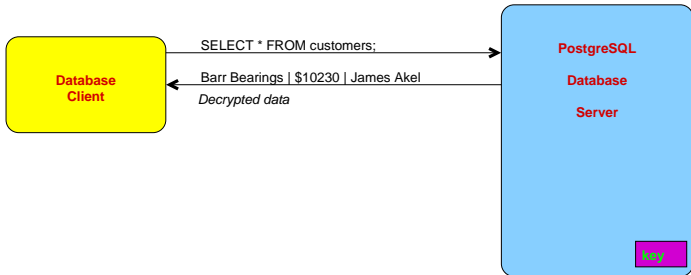 SELECT * FROM customers;
PostgreSQL
Database
Client
Barr Bearings | $10230 | James Akel
Database
Decrypted data
Server
key